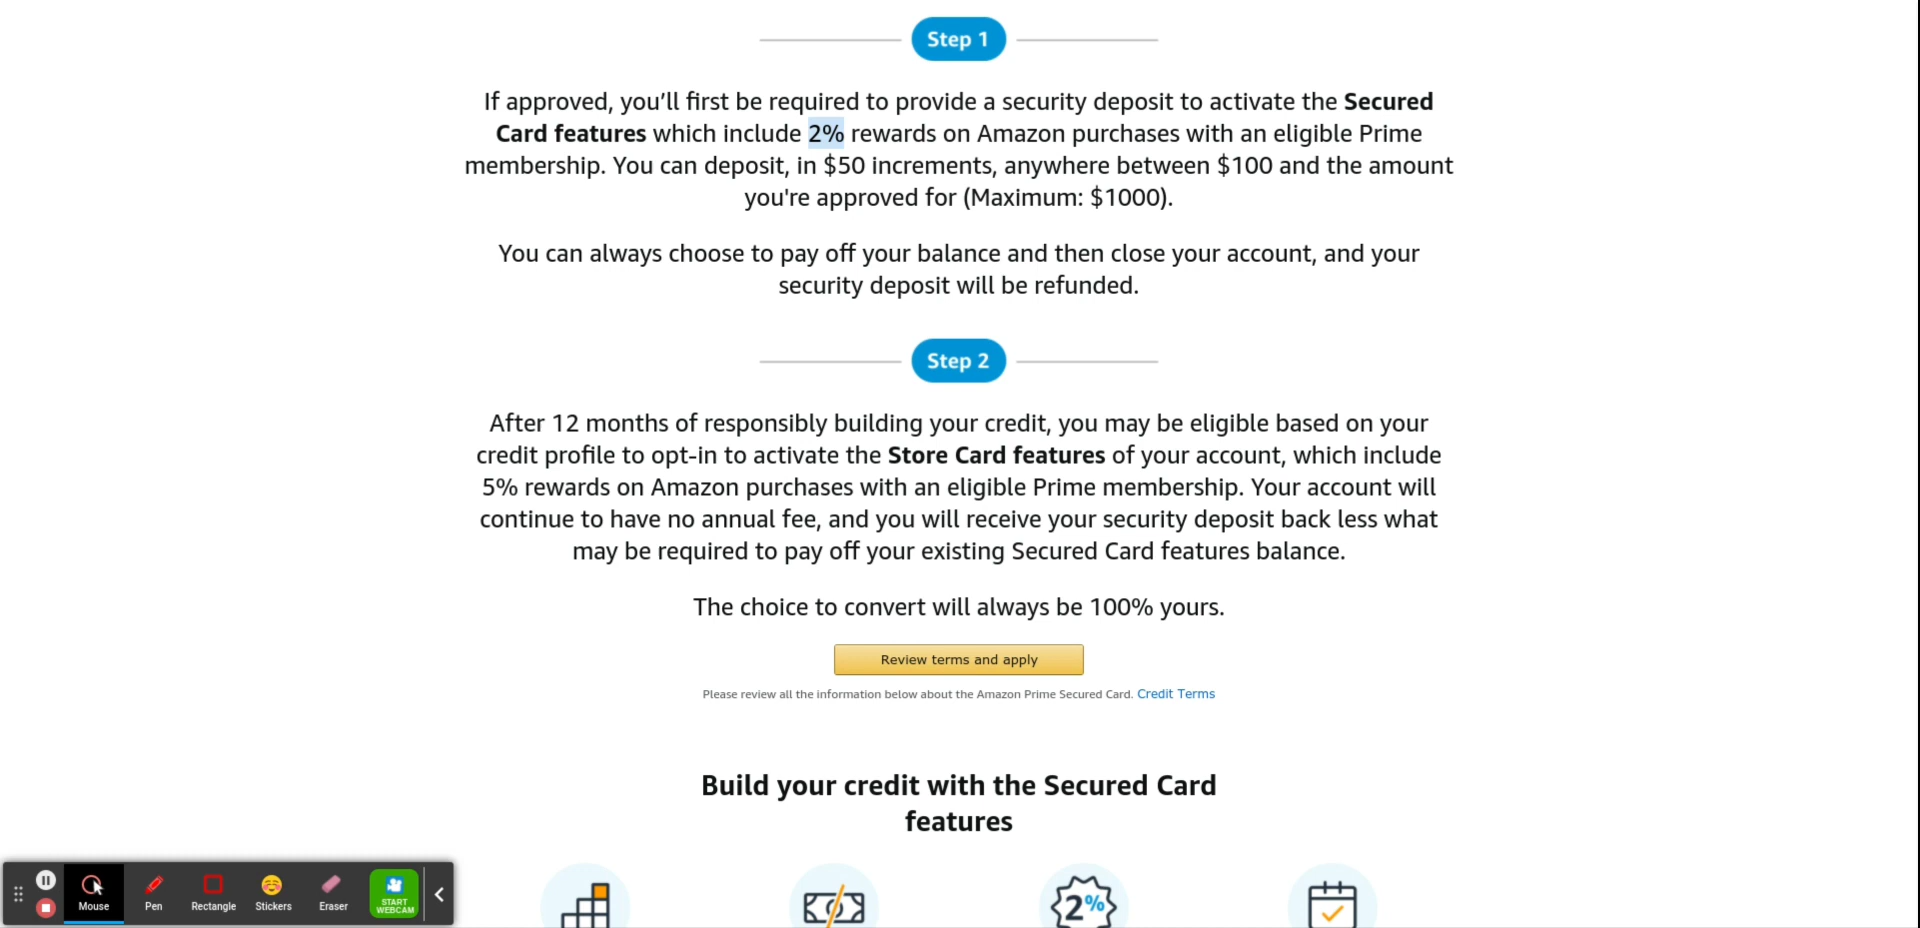 Step 1
If approved, you’ll first be required to provide a security deposit to activate the Secured
Card features which include 2% rewards on Amazon purchases with an eligible Prime
membership. You can deposit, in $50 increments, anywhere between $100 and the amount
you're approved for (Maximum: $1000).
You can always choose to pay off your balance and then close your account, and your
security deposit will be refunded.
Step 2
After 12 months of responsibly building your credit, you may be eligible based on your
credit profile to opt-in to activate the Store Card features of your account, which include
5% rewards on Amazon purchases with an eligible Prime membership. Your account will
continue to have no annual fee, and you will receive your security deposit back less what
may be required to pay off your existing Secured Card features balance.
The choice to convert will always be 100% yours.
Review terms and apply
Please review all the information below about the Amazon Prime Secured Card. Credit Terms
Build your credit with the Secured Card
features
2%
Mouse
Pen
Rectangle
Stickers
Eraser
START
WEBCAM